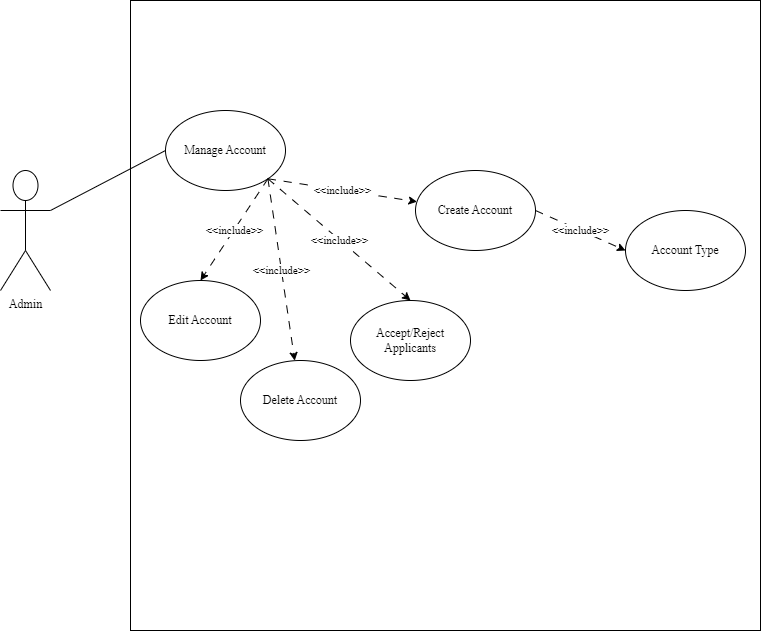 Manage Account
<<include>>
Create Account
<<include>>
<<include>>
<<include>>
Account Type
<<include>>
Admin
Edit Account
Accept/Reject
Applicants
Delete Account